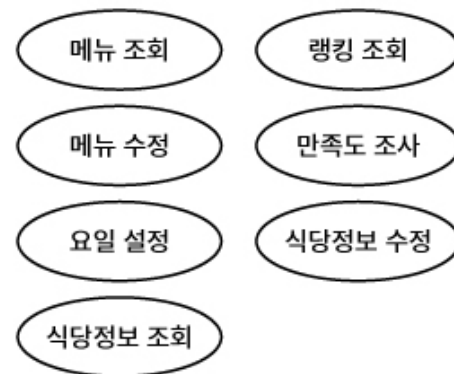 메뉴 조회
랭킹 조회
메뉴 수정
만족도 조사
요일 설정
식당정보 수정
식당정보 조회